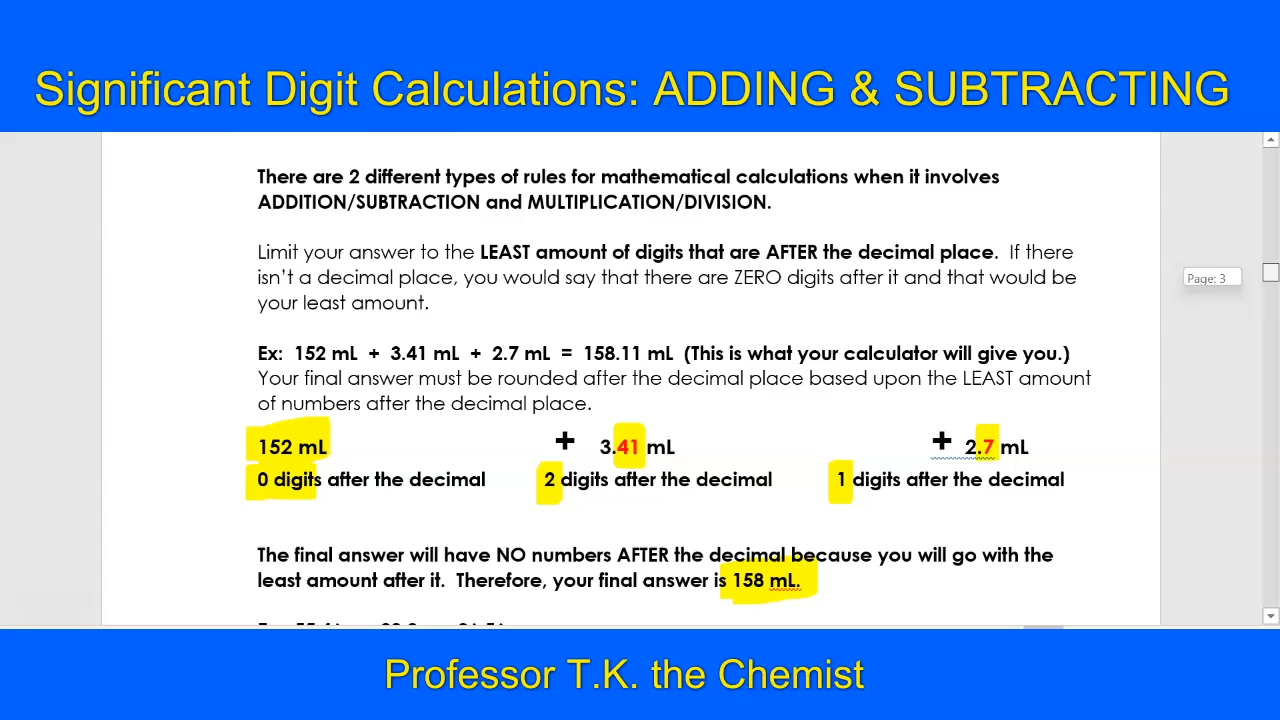 Significant Digit Calculations: ADDING & SUBTRACTING
There are 2 different types of rules for mathematical calculations when it involves
ADDITION/SUBTRACTION and MULTIPLICATION/DIVISION.
Limit your answer to the LEAST amount of digits that are AFTER the decimal place. If there
isn't a decimal place, you would say that there are ZERO digits after it and that would be
your least amount.
Page: 3
Ex: 152 mL + 3.41 mL + 2.7 mL = 158.11 mL (This is what your calculator will give you.)
Your final answer must be rounded after the decimal place based upon the LEAST amount
of numbers after the decimal place.
152 mL + 3.41 mL + 2.7 mL
0 digits after the decimal 2 digits after the decimal 1 digits after the decimal
The final answer will have NO numbers AFTER the decimal because you will go with the
least amount after it. Therefore, your final answer is 158 mL.
Professor T.K. the Chemist